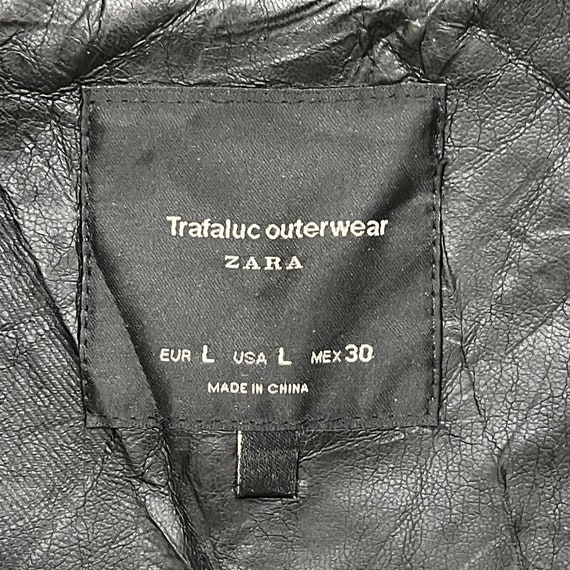 Trafaluc outerwear
ZARA
EUR L USA L MEX 30
MADE IN CHINA